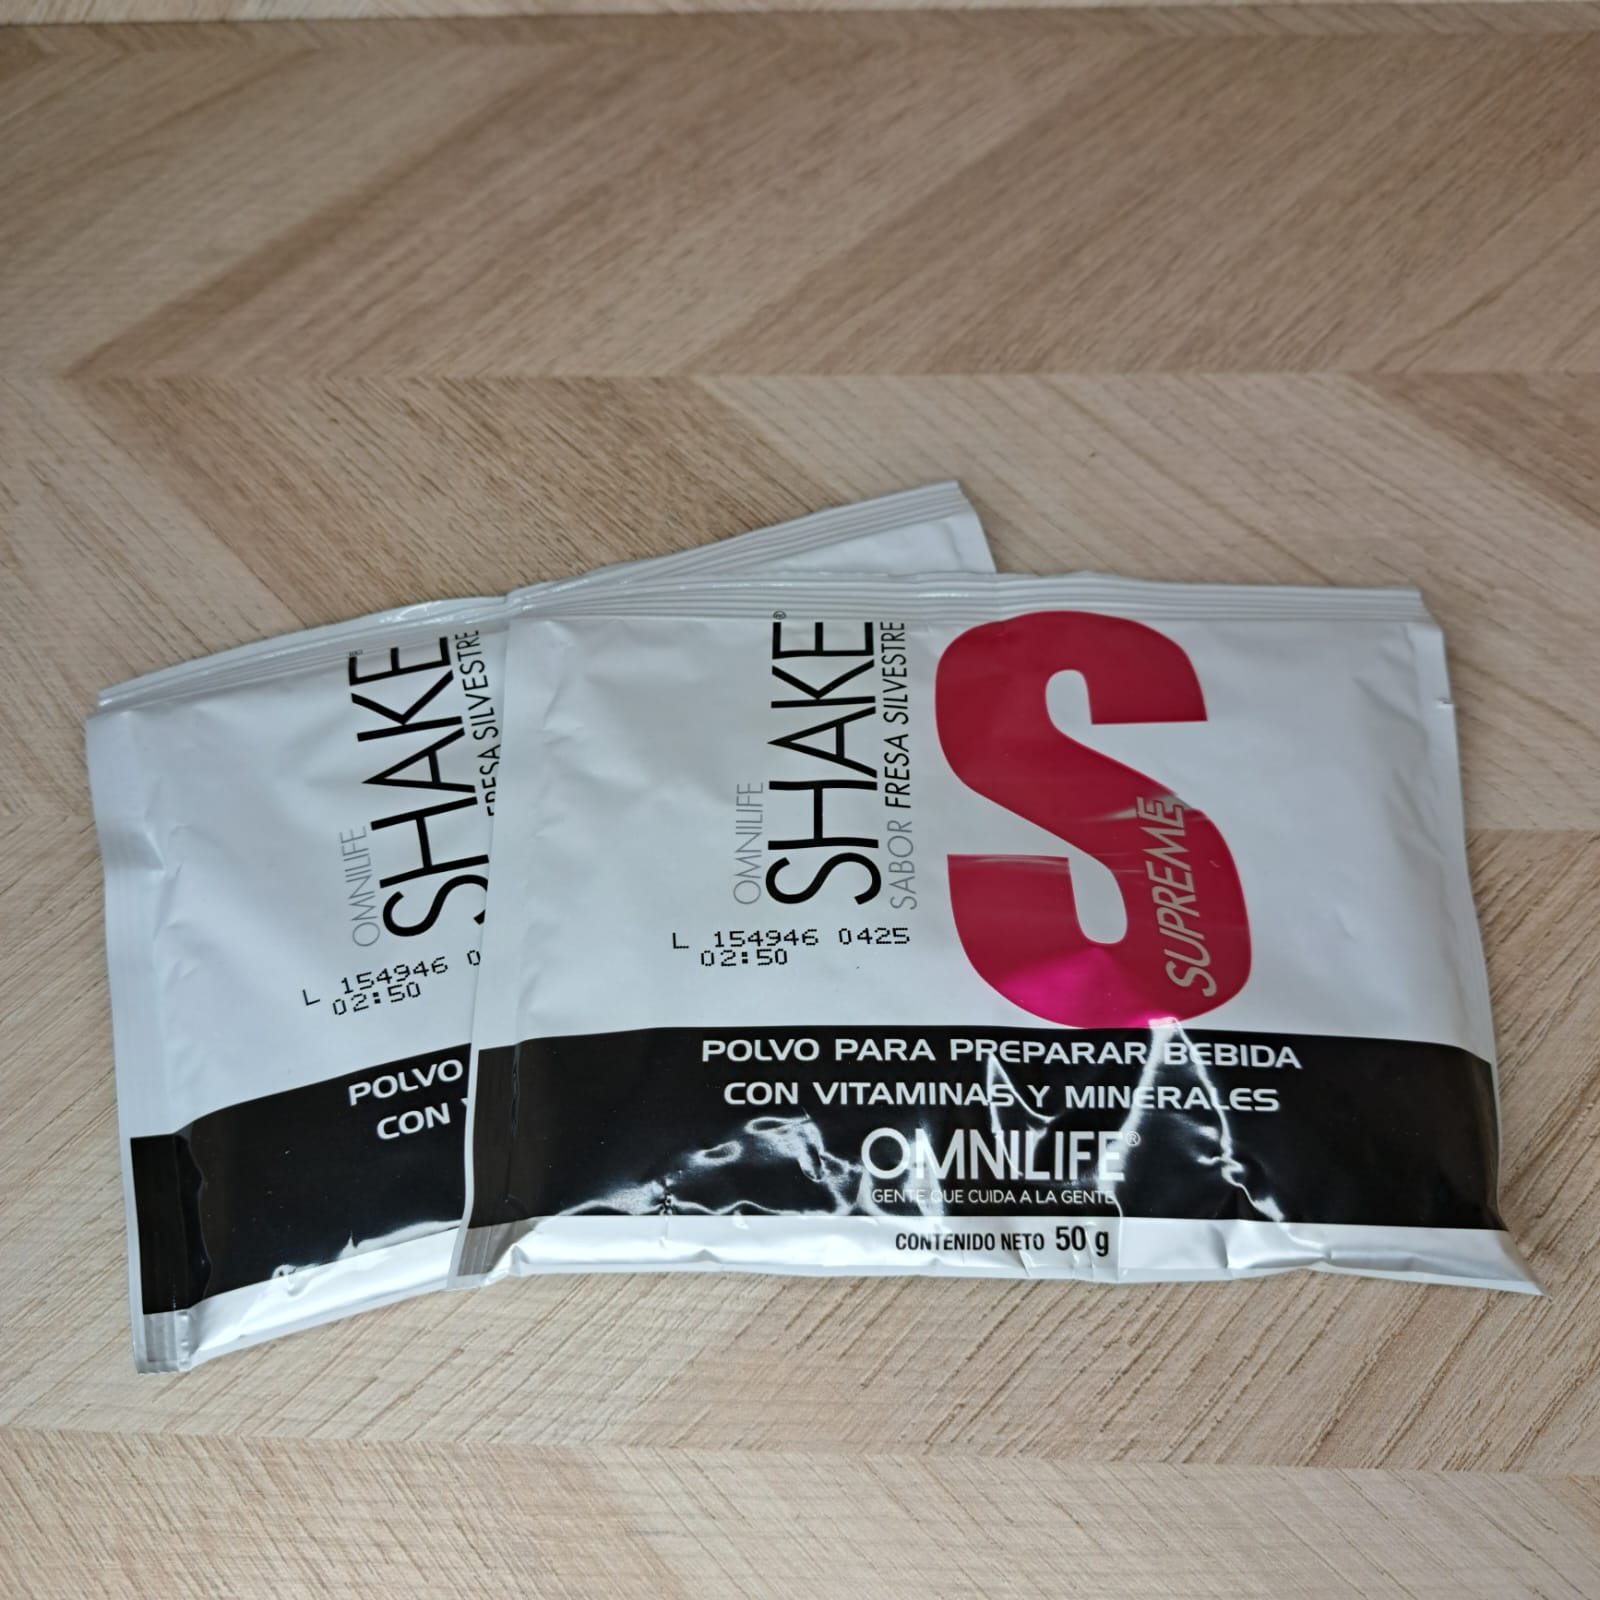 OMNILIFE
SHAKE
FRESA SILVESTRE
L 154946 0
02:50
POLVO
CON
OMNILIFE
SHAKE®
SABOR FRESA SILVESTRE
L 154946 0425
02:50
S
SUPREME
POLVO PARA PREPARAR BEBIDA
CON VITAMINAS Y MINERALES
OMNILIFE®
GENTE QUE CUIDA A LA GENTE
CONTENIDO NETO 50 g